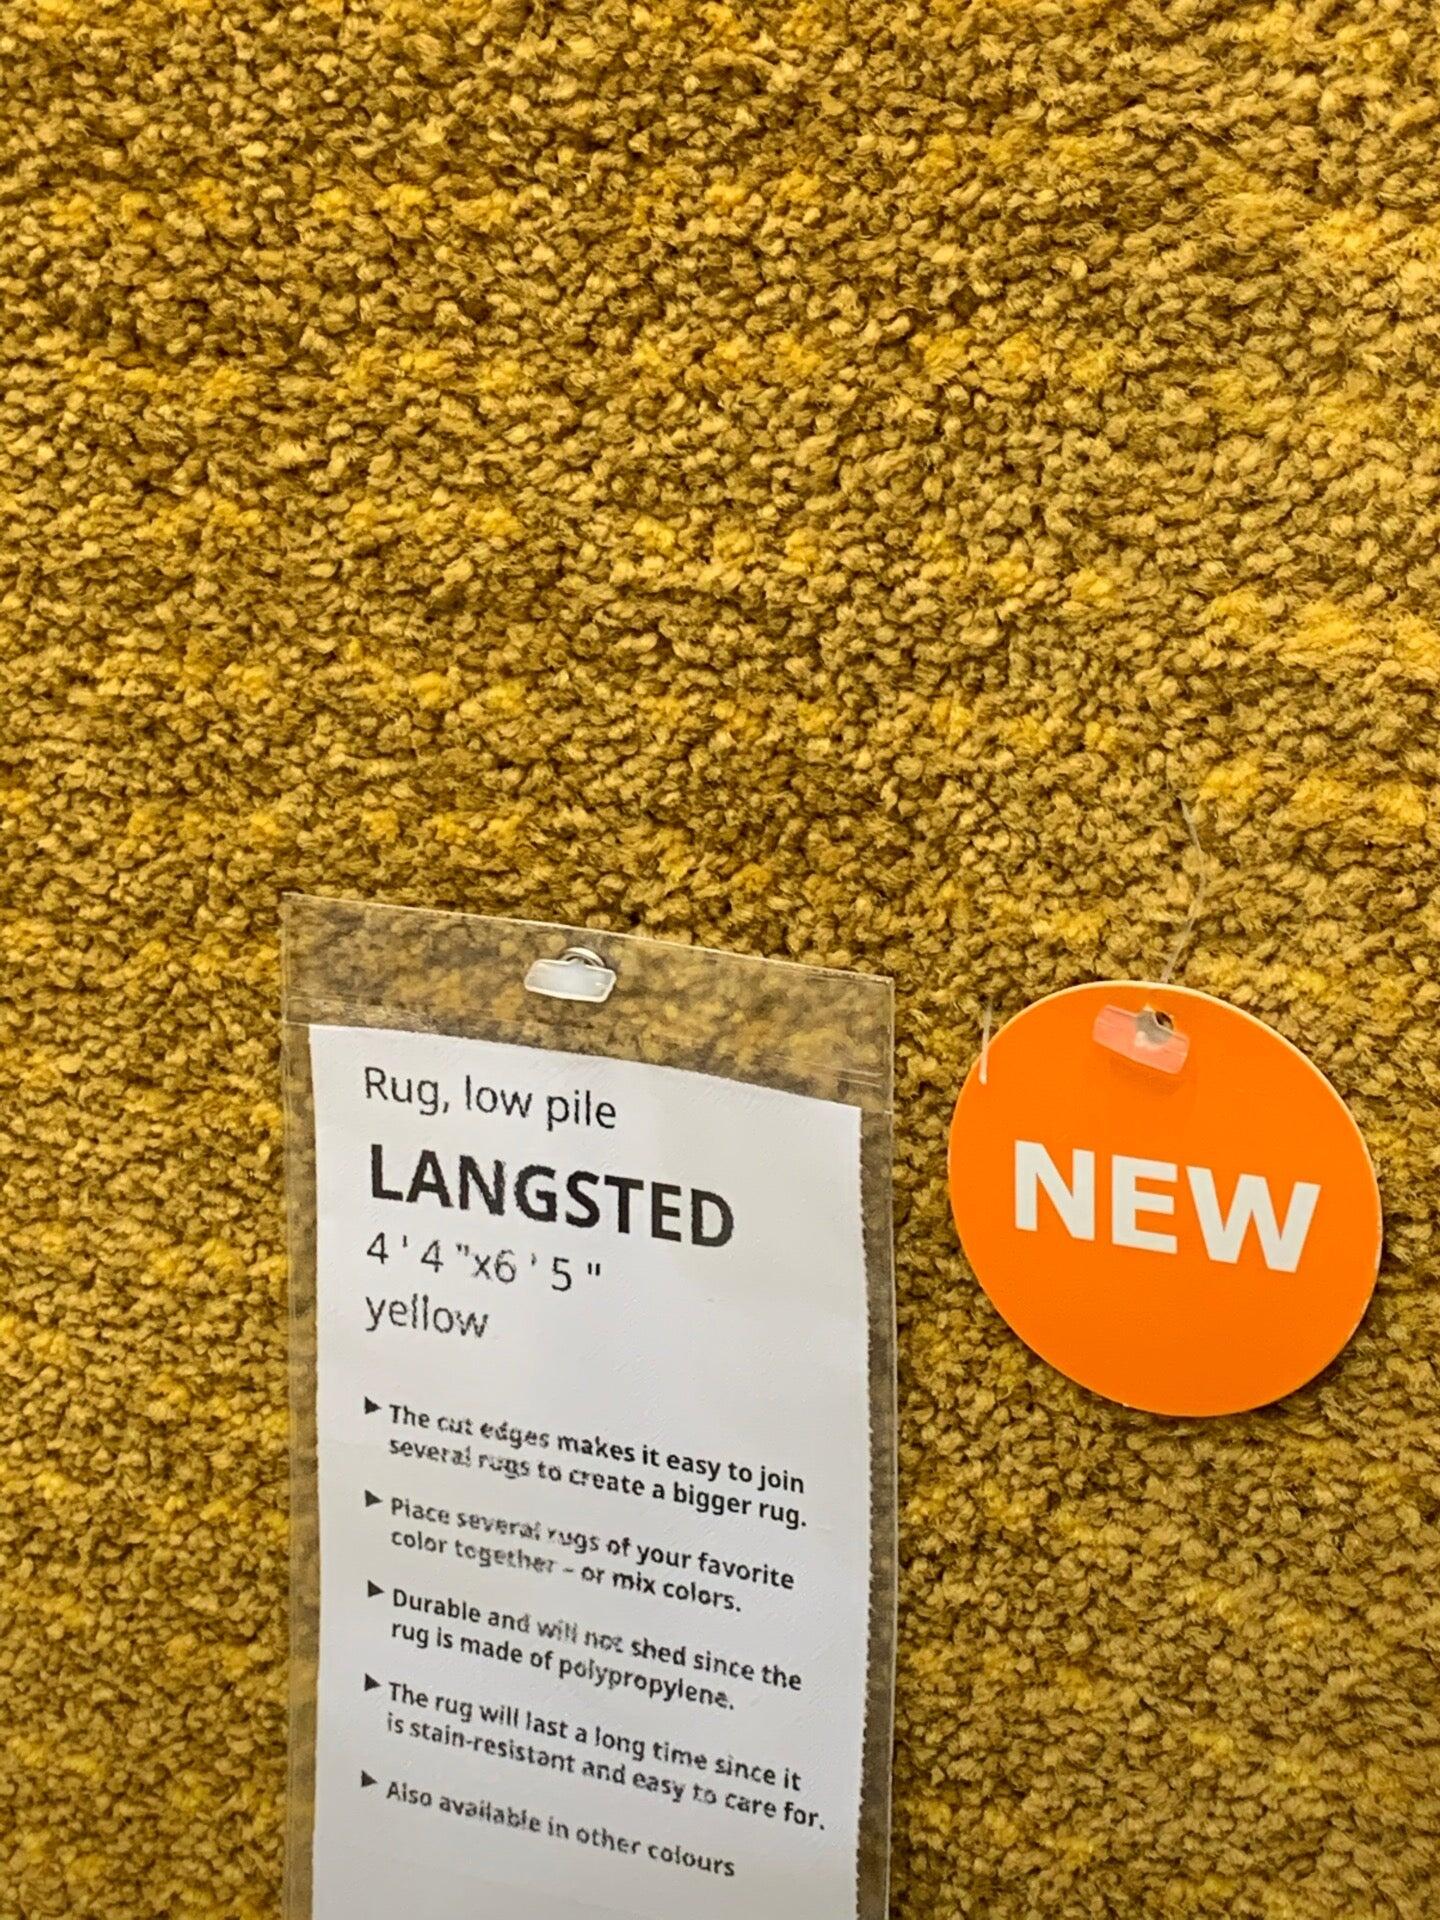 Rug, low pile
LANGSTED
4 ' 4 "x6 ' 5 "
yellow
▶ The cut edges makes it easy to join
several rugs to create a bigger rug.
▶ Place several rugs of your favorite
color together – or mix colors.
▶ Durable and will not shed since the
rug is made of polypropylene.
▶ The rug will last a long time since it
is stain-resistant and easy to care for.
▶ Also available in other colours
NEW